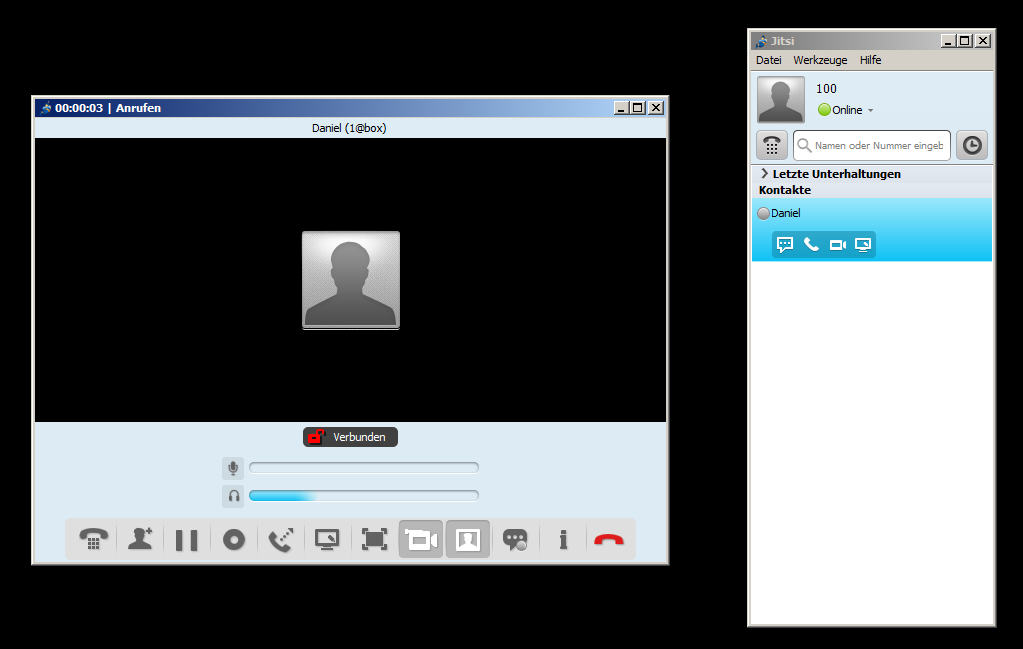 00:00:03 | Anrufen
Daniel (1@box)
Verbunden
Jitsi
Datei Werkzeuge Hilfe
100
Online
Namen oder Nummer eingeb
Letzte Unterhaltungen
Kontakte
Daniel